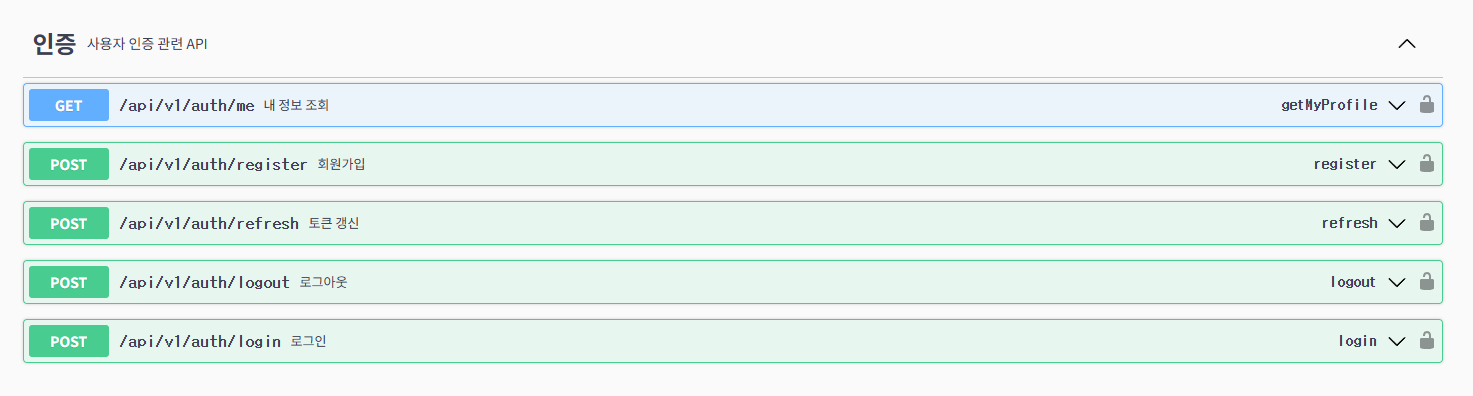 인증 사용자 인증 관련 API
GET /api/v1/auth/me 내 정보 조회 getMyProfile
POST /api/v1/auth/register 회원가입 register
POST /api/v1/auth/refresh 토큰 갱신 refresh
POST /api/v1/auth/logout 로그아웃 logout
POST /api/v1/auth/login 로그인 login